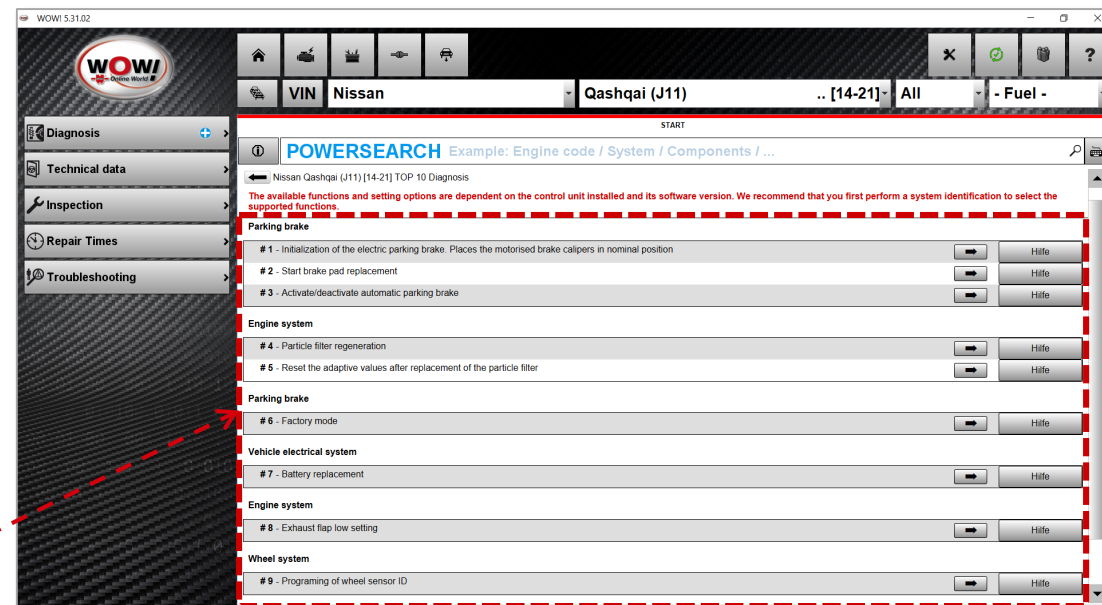 WOW! 5.31.02
WOW!
Online World
VIN Nissan Qashqai (J11) .. [14-21] All - Fuel -
START
Diagnosis
Technical data
Inspection
Repair Times
Troubleshooting
POWERSEARCH Example: Engine code / System / Components / ...
Nissan Qashqai (J11) [14-21] TOP 10 Diagnosis
The available functions and setting options are dependent on the control unit installed and its software version. We recommend that you first perform a system identification to select the
supported functions.
Parking brake
# 1 - Initialization of the electric parking brake. Places the motorised brake calipers in nominal position Hilfe
# 2 - Start brake pad replacement Hilfe
# 3 - Activate/deactivate automatic parking brake Hilfe
Engine system
# 4 - Particle filter regeneration Hilfe
# 5 - Reset the adaptive values after replacement of the particle filter Hilfe
Parking brake
# 6 - Factory mode Hilfe
Vehicle electrical system
# 7 - Battery replacement Hilfe
Engine system
# 8 - Exhaust flap low setting Hilfe
Wheel system
# 9 - Programing of wheel sensor ID Hilfe